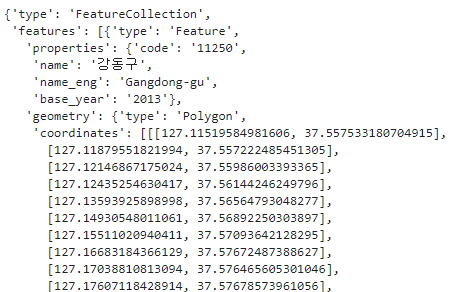 {'type': 'FeatureCollection',
'features': [{'type': 'Feature',
'properties': {'code': '11250',
'name': '강동구',
'name_eng': 'Gangdong-gu',
'base_year': '2013'},
'geometry': {'type': 'Polygon',
'coordinates': [[[127.11519584981606, 37.557533180704915],
[127.11879551821994, 37.557222485451305],
[127.12146867175024, 37.55986003393365],
[127.12435254630417, 37.56144246249796],
[127.13593925898998, 37.56564793048277],
[127.14930548011061, 37.56892250303897],
[127.15511020940411, 37.57093642128295],
[127.16683184366129, 37.57672487388627],
[127.17038810813094, 37.576465605301046],
[127.17607118428914, 37.57678573961056],